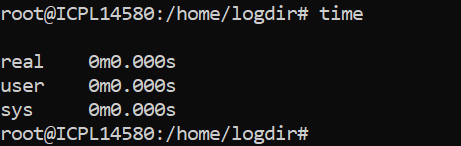 root@ICPL14580:/home/logdir# time
real 0m0.000s
user 0m0.000s
sys 0m0.000s
root@ICPL14580:/home/logdir#